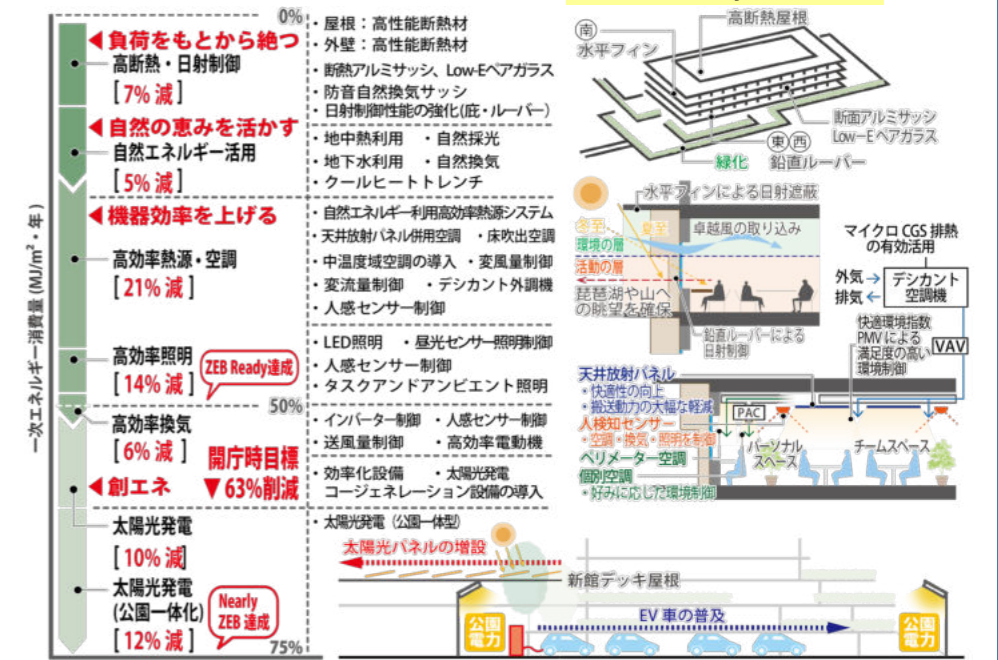 一次エネルギー消費量 (MJ/m²・年)
0%
◀負荷をもとから絶つ
高断熱・日射制御
[ 7% 減 ]
◀自然の恵みを活かす
自然エネルギー活用
[ 5% 減 ]
◀機器効率を上げる
高効率熱源・空調
[ 21% 減 ]
高効率照明
[ 14% 減 ]
ZEB Ready達成
50%
高効率換気
[ 6% 減 ]
開庁時目標
▼63%削減
◀創エネ
太陽光発電
[ 10% 減]
太陽光発電
(公園一体化)
[ 12% 減 ]
Nearly
ZEB 達成
75%
・屋根：高性能断熱材
・外壁：高性能断熱材
・断熱アルミサッシ、Low-Eペアガラス
・防音自然換気サッシ
・日射制御性能の強化(庇・ルーバー)
・地中熱利用 ・自然採光
・地下水利用 ・自然換気
・クールヒートトレンチ
・自然エネルギー利用高効率熱源システム
・天井放射パネル併用空調 ・床吹出空調
・中温度域空調の導入 ・変風量制御
・変流量制御 ・デシカント外調機
・人感センサー制御
・LED照明 ・昼光センサー照明制御
・人感センサー制御
・タスクアンドアンビエント照明
・インバーター制御 ・人感センサー制御
・送風量制御 ・高効率電動機
・効率化設備 ・太陽光発電
コージェネレーション設備の導入
・太陽光発電（公園一体型）
高断熱屋根
南
水平フィン
断面アルミサッシ
Low−Eペアガラス
東 西
緑化 鉛直ルーバー
水平フィンによる日射遮蔽
冬至 夏至 卓越風の取り込み
環境の層
活動の層
琵琶湖や山へ
の眺望を確保
鉛直ルーバーによる
日射制御
マイクロ CGS 排熱
の有効活用
外気
排気
デシカント
空調機
快適環境指数
PMV による
満足度の高い
環境制御
VAV
天井放射パネル
・快適性の向上
・搬送動力の大幅な軽減
人検知センサー
・空調・換気・照明を制御
ペリメーター空調
個別空調
・好みに応じた環境制御
PAC
パーソナル
スペース
チームスペース
太陽光パネルの増設
新館デッキ屋根
EV 車の普及
公園
電力
公園
電力